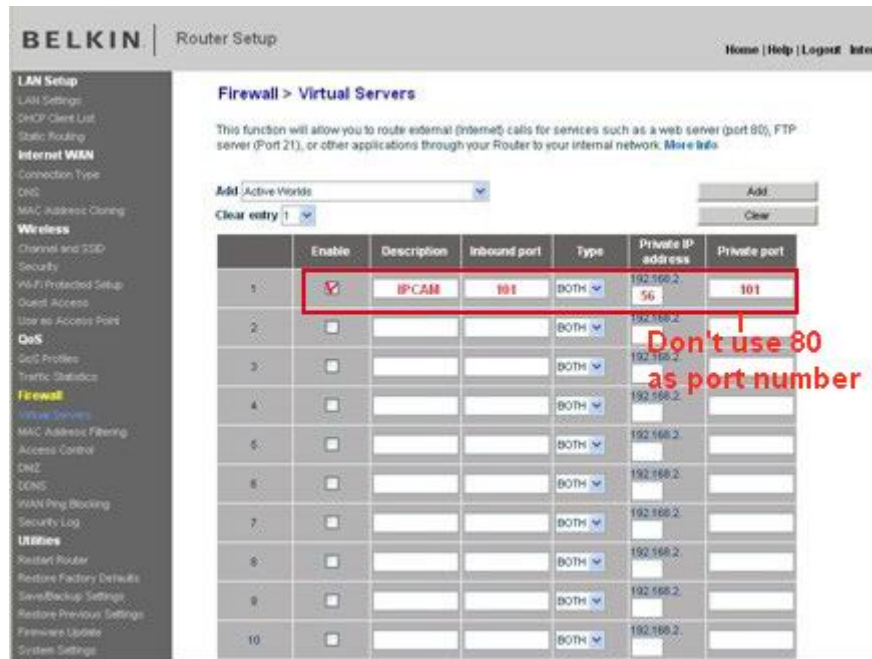 BELKIN | Router Setup
Home | Help | Logout Inte
LAN Setup
LAN Settings
DHCP Client List
Static Routing
Internet WAN
Connection Type
DNS
MAC Address Cloning
Wireless
Channel and SSID
Security
Wi-Fi Protected Setup
Guest Access
Use as Access Point
QoS
QoS Profiles
Traffic Statistics
Firewall
Virtual Servers
MAC Address Filtering
Access Control
DMZ
DDNS
WAN Ping Blocking
Security Log
Utilities
Restart Router
Restore Factory Defaults
Save/Backup Settings
Restore Previous Settings
Firmware Update
System Settings
Firewall > Virtual Servers
This function will allow you to route external (Internet) calls for services such as a web server (port 80), FTP
server (Port 21), or other applications through your Router to your internal network. More Info
Add Active Worlds Add
Clear entry 1 Clear
Enable Description Inbound port Type Private IP address Private port
1 IPCAM 101 BOTH 192.168.2. 56 101
2 BOTH 192.168.2.
Don't use 80
3 BOTH 192.168.2.
as port number
4 BOTH 192.168.2.
5 BOTH 192.168.2.
6 BOTH 192.168.2.
7 BOTH 192.168.2.
8 BOTH 192.168.2.
9 BOTH 192.168.2.
10 BOTH 192.168.2.